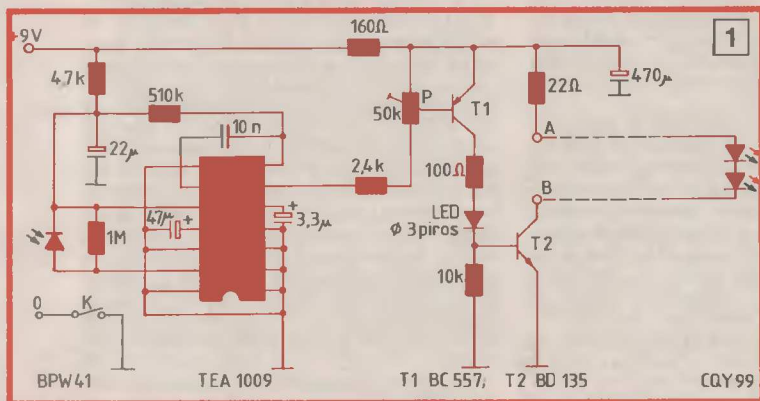 +9V
160Ω
1
4,7k
510k
10 n
P
50k
T1
22Ω
470μ
22μ
2,4k
A
100Ω
47μ
+
+
3,3μ
B
1M
LED
ø 3 piros
T2
10k
0
K
BPW41
TEA 1009
T1 BC 557, T2 BD 135
CQY99